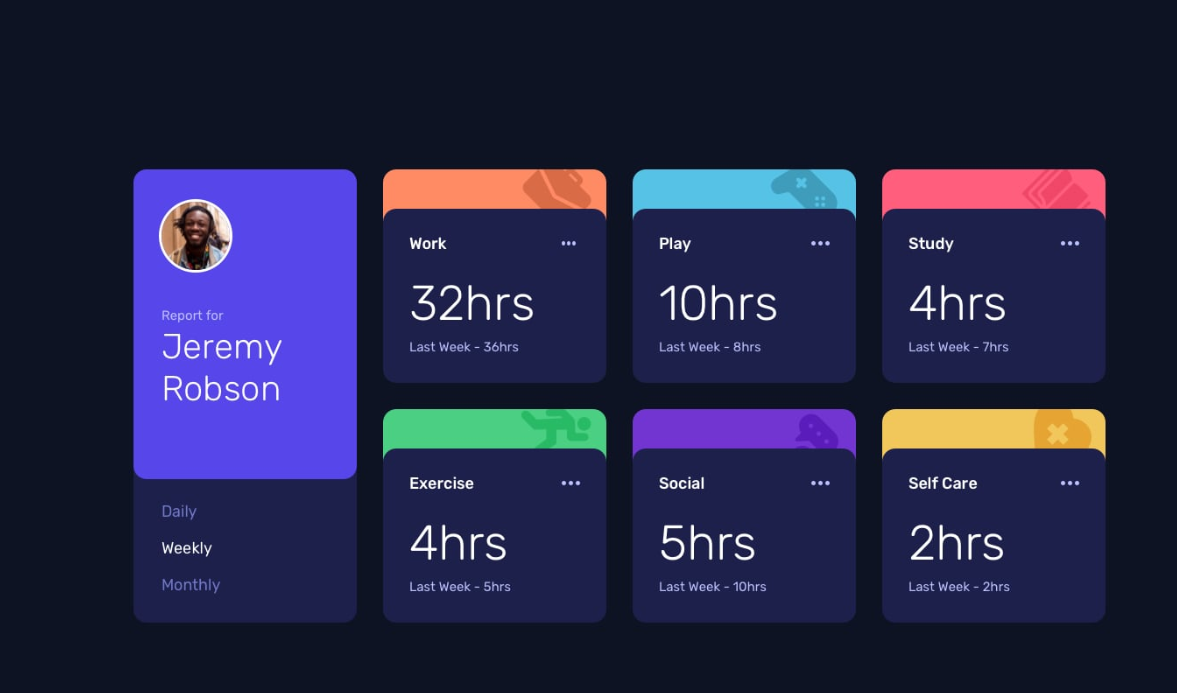 Report for
Jeremy
Robson
Daily
Weekly
Monthly
Work
32hrs
Last Week - 36hrs
Play
10hrs
Last Week - 8hrs
Study
4hrs
Last Week - 7hrs
Exercise
4hrs
Last Week - 5hrs
Social
5hrs
Last Week - 10hrs
Self Care
2hrs
Last Week - 2hrs